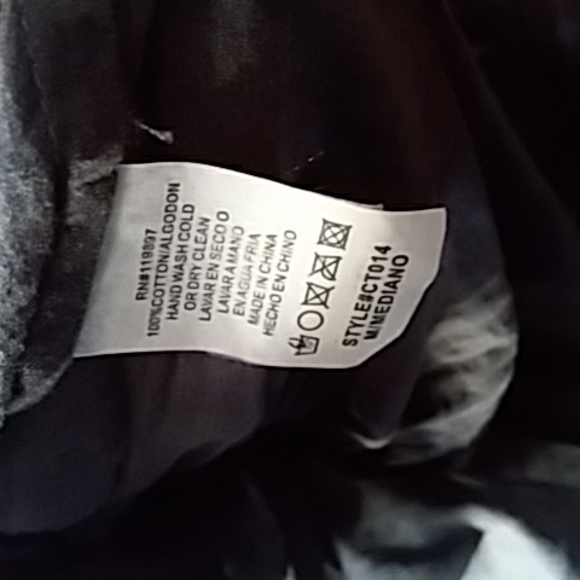 RN#119897
100%COTTON/ALGODON
HAND WASH COLD
OR DRY CLEAN
LAVAR EN SECO O
LAVAR A MANO
EN AGUA FRIA
MADE IN CHINA
HECHO EN CHINO
STYLE#CT014
M/MEDIANO